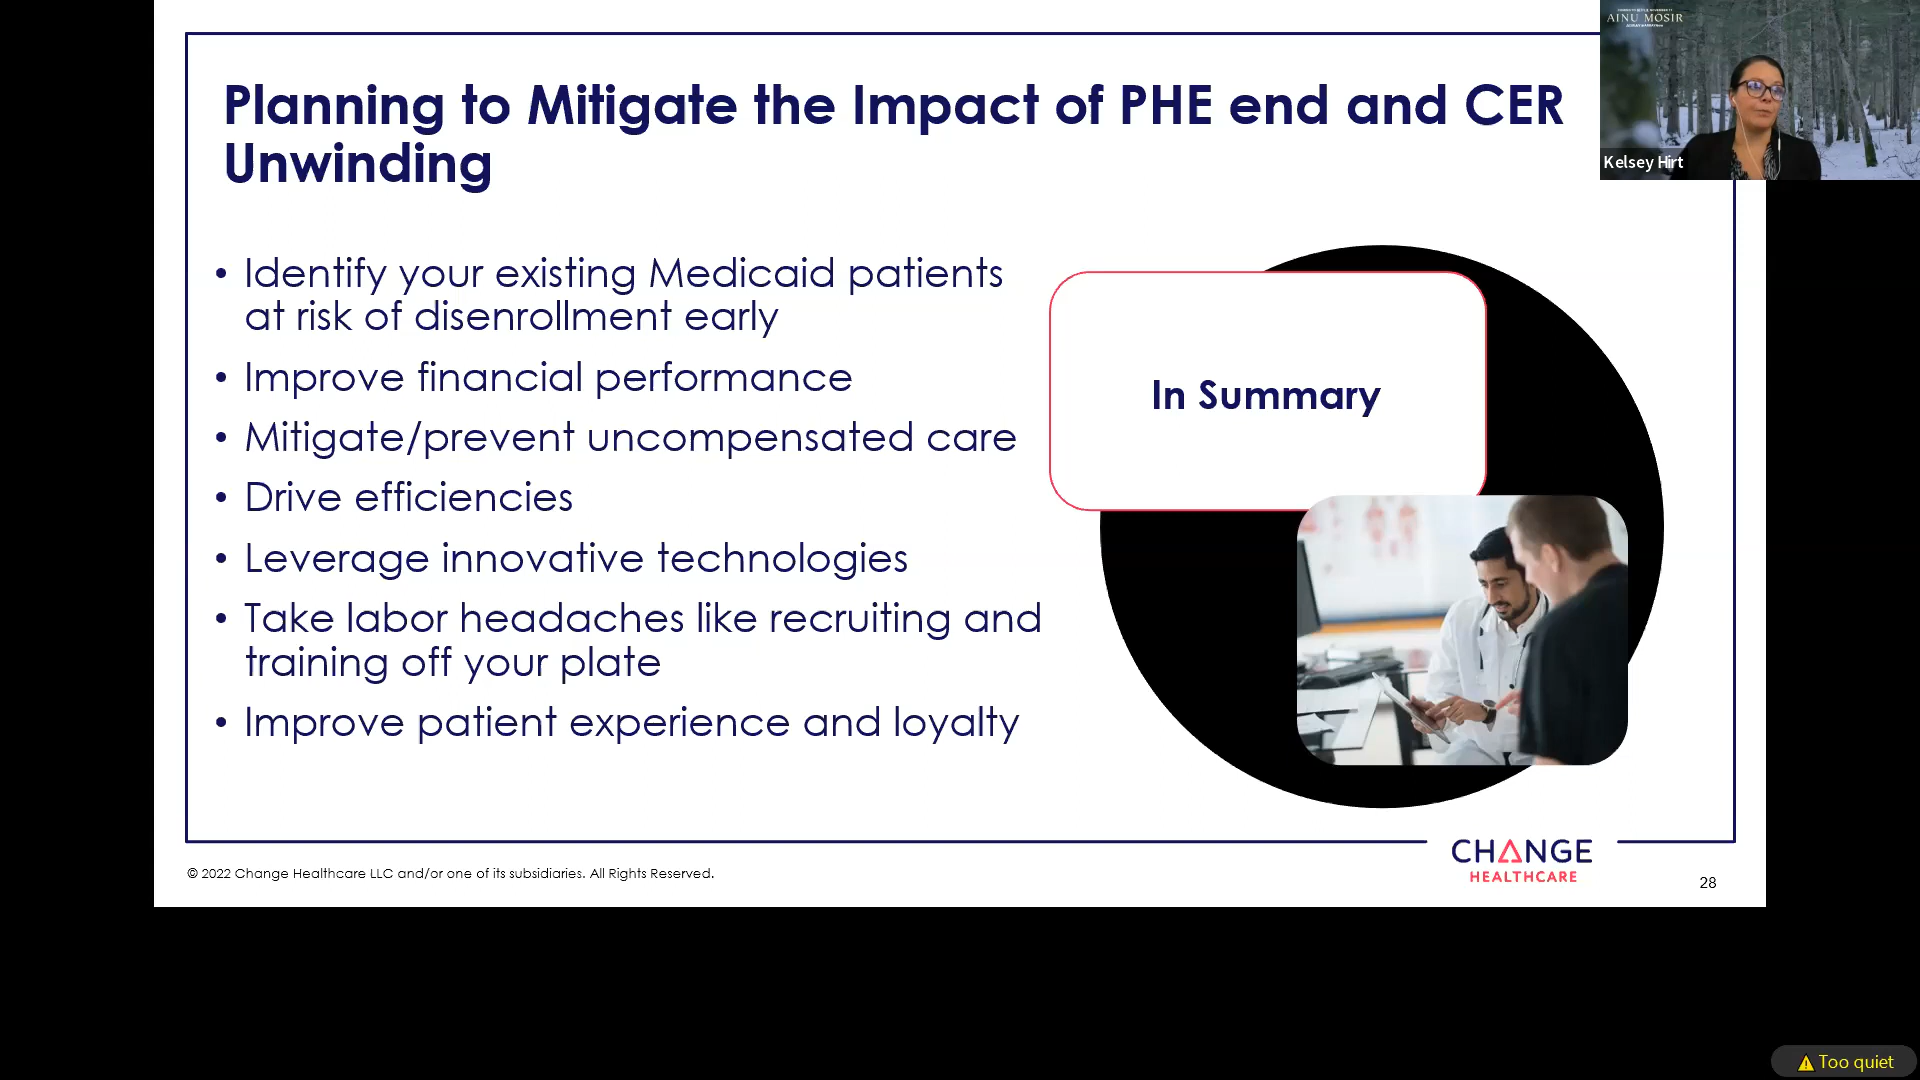 AINU MOSIR
Kelsey Hirt
Planning to Mitigate the Impact of PHE end and CER
Unwinding
• Identify your existing Medicaid patients
at risk of disenrollment early
• Improve financial performance
• Mitigate/prevent uncompensated care
• Drive efficiencies
• Leverage innovative technologies
• Take labor headaches like recruiting and
training off your plate
• Improve patient experience and loyalty
In Summary
© 2022 Change Healthcare LLC and/or one of its subsidiaries. All Rights Reserved.
CHANGE
HEALTHCARE
28
Too quiet